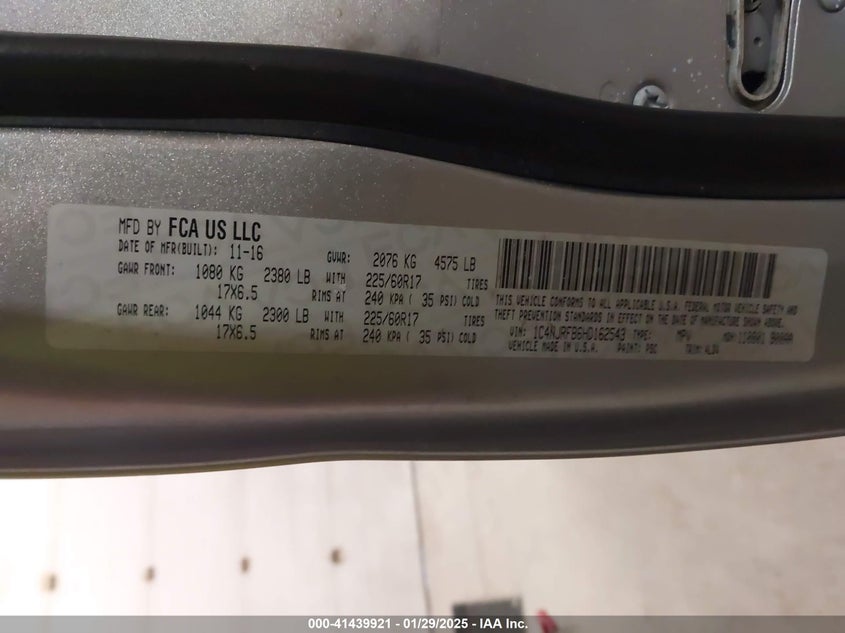 MFD BY FCA US LLC
DATE OF MFR(BUILT): 11-16 GVWR: 2076 KG 4575 LB
GAWR FRONT: 1080 KG 2380 LB WITH 225/60R17 TIRES
17X6.5 RIMS AT 240 KPA ( 35 PSI) COLD
GAWR REAR: 1044 KG 2300 LB WITH 225/60R17 TIRES
17X6.5 RIMS AT 240 KPA ( 35 PSI) COLD
THIS VEHICLE CONFORMS TO ALL APPLICABLE U.S.A. FEDERAL MOTOR VEHICLE SAFETY AND
THEFT PREVENTION STANDARDS IN EFFECT ON THE DATE OF MANUFACTURE SHOWN ABOVE.
VIN: 1C4NJRFB6HD162543 TYPE: MPV MDH:
VEHICLE MADE IN U.S.A. PAINT: PSC TRIM:
000-41439921 - 01/29/2025 - IAA Inc.